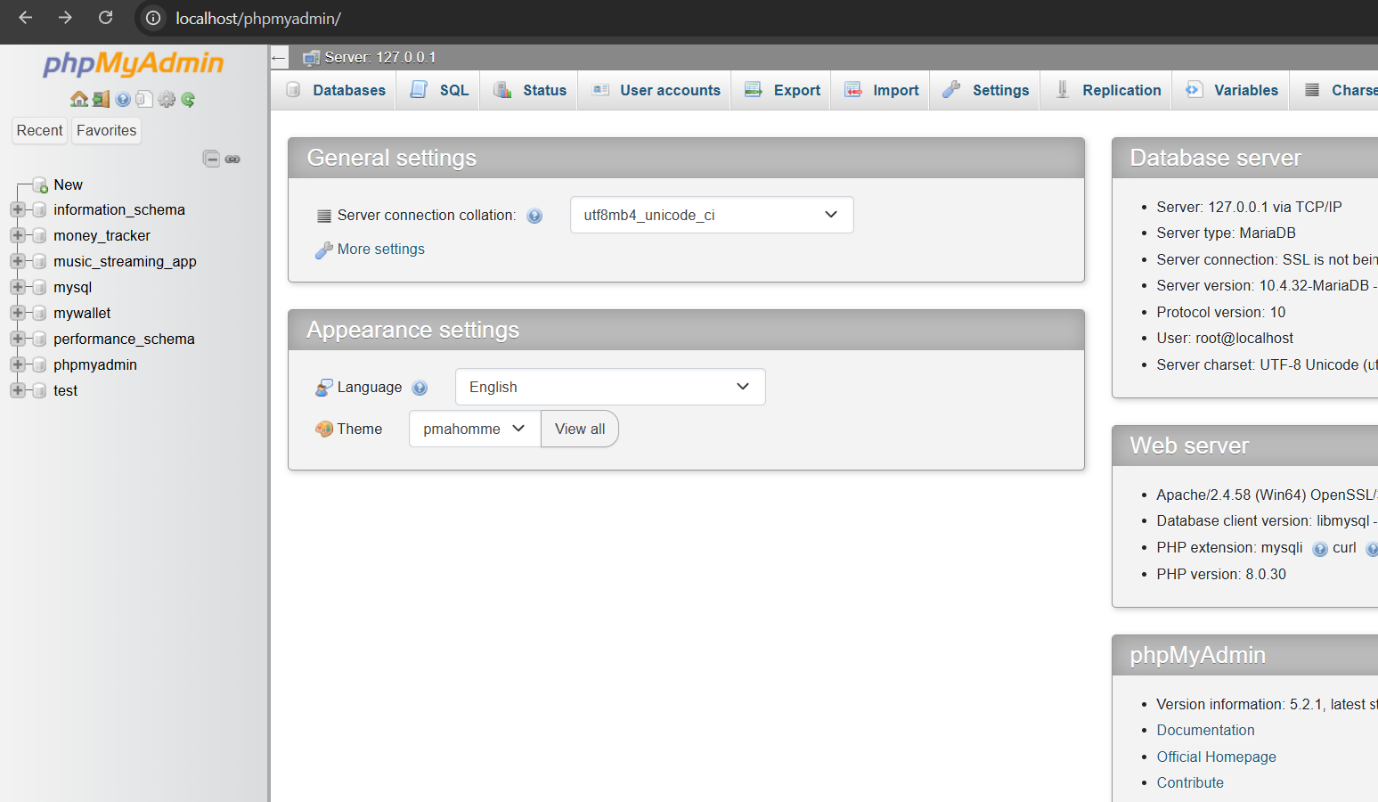 localhost/phpmyadmin/
phpMyAdmin
Recent Favorites
New
information_schema
money_tracker
music_streaming_app
mysql
mywallet
performance_schema
phpmyadmin
test
Server: 127.0.0.1
Databases SQL Status User accounts Export Import Settings Replication Variables Charse
General settings
Server connection collation: utf8mb4_unicode_ci
More settings
Appearance settings
Language English
Theme pmahomme View all
Database server
Server: 127.0.0.1 via TCP/IP
Server type: MariaDB
Server connection: SSL is not bein
Server version: 10.4.32-MariaDB -
Protocol version: 10
User: root@localhost
Server charset: UTF-8 Unicode (ut
Web server
Apache/2.4.58 (Win64) OpenSSL/
Database client version: libmysql -
PHP extension: mysqli curl
PHP version: 8.0.30
phpMyAdmin
Version information: 5.2.1, latest st
Documentation
Official Homepage
Contribute